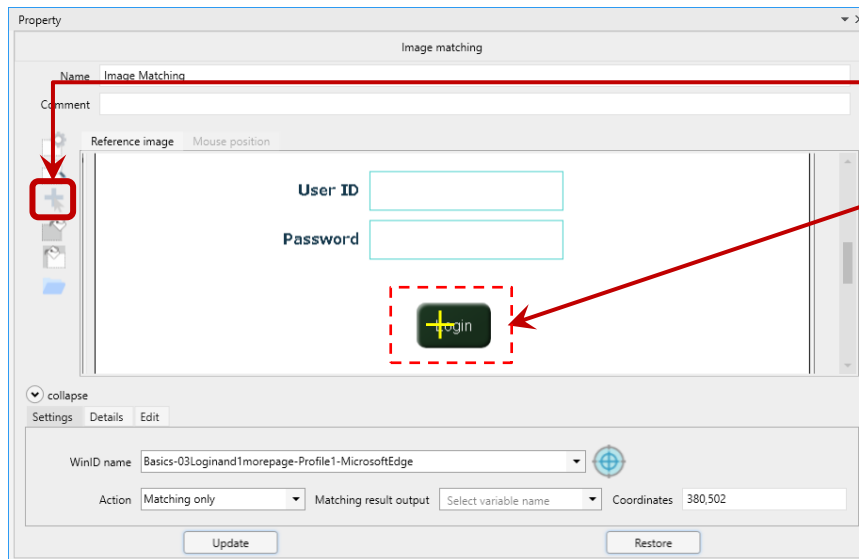 Property
Image matching
Name Image Matching
Comment
Reference image Mouse position
User ID
Password
Login
collapse
Settings Details Edit
WinID name Basics-03Loginand1morepage-Profile1-MicrosoftEdge
Action Matching only Matching result output Select variable name Coordinates 380,502
Update Restore